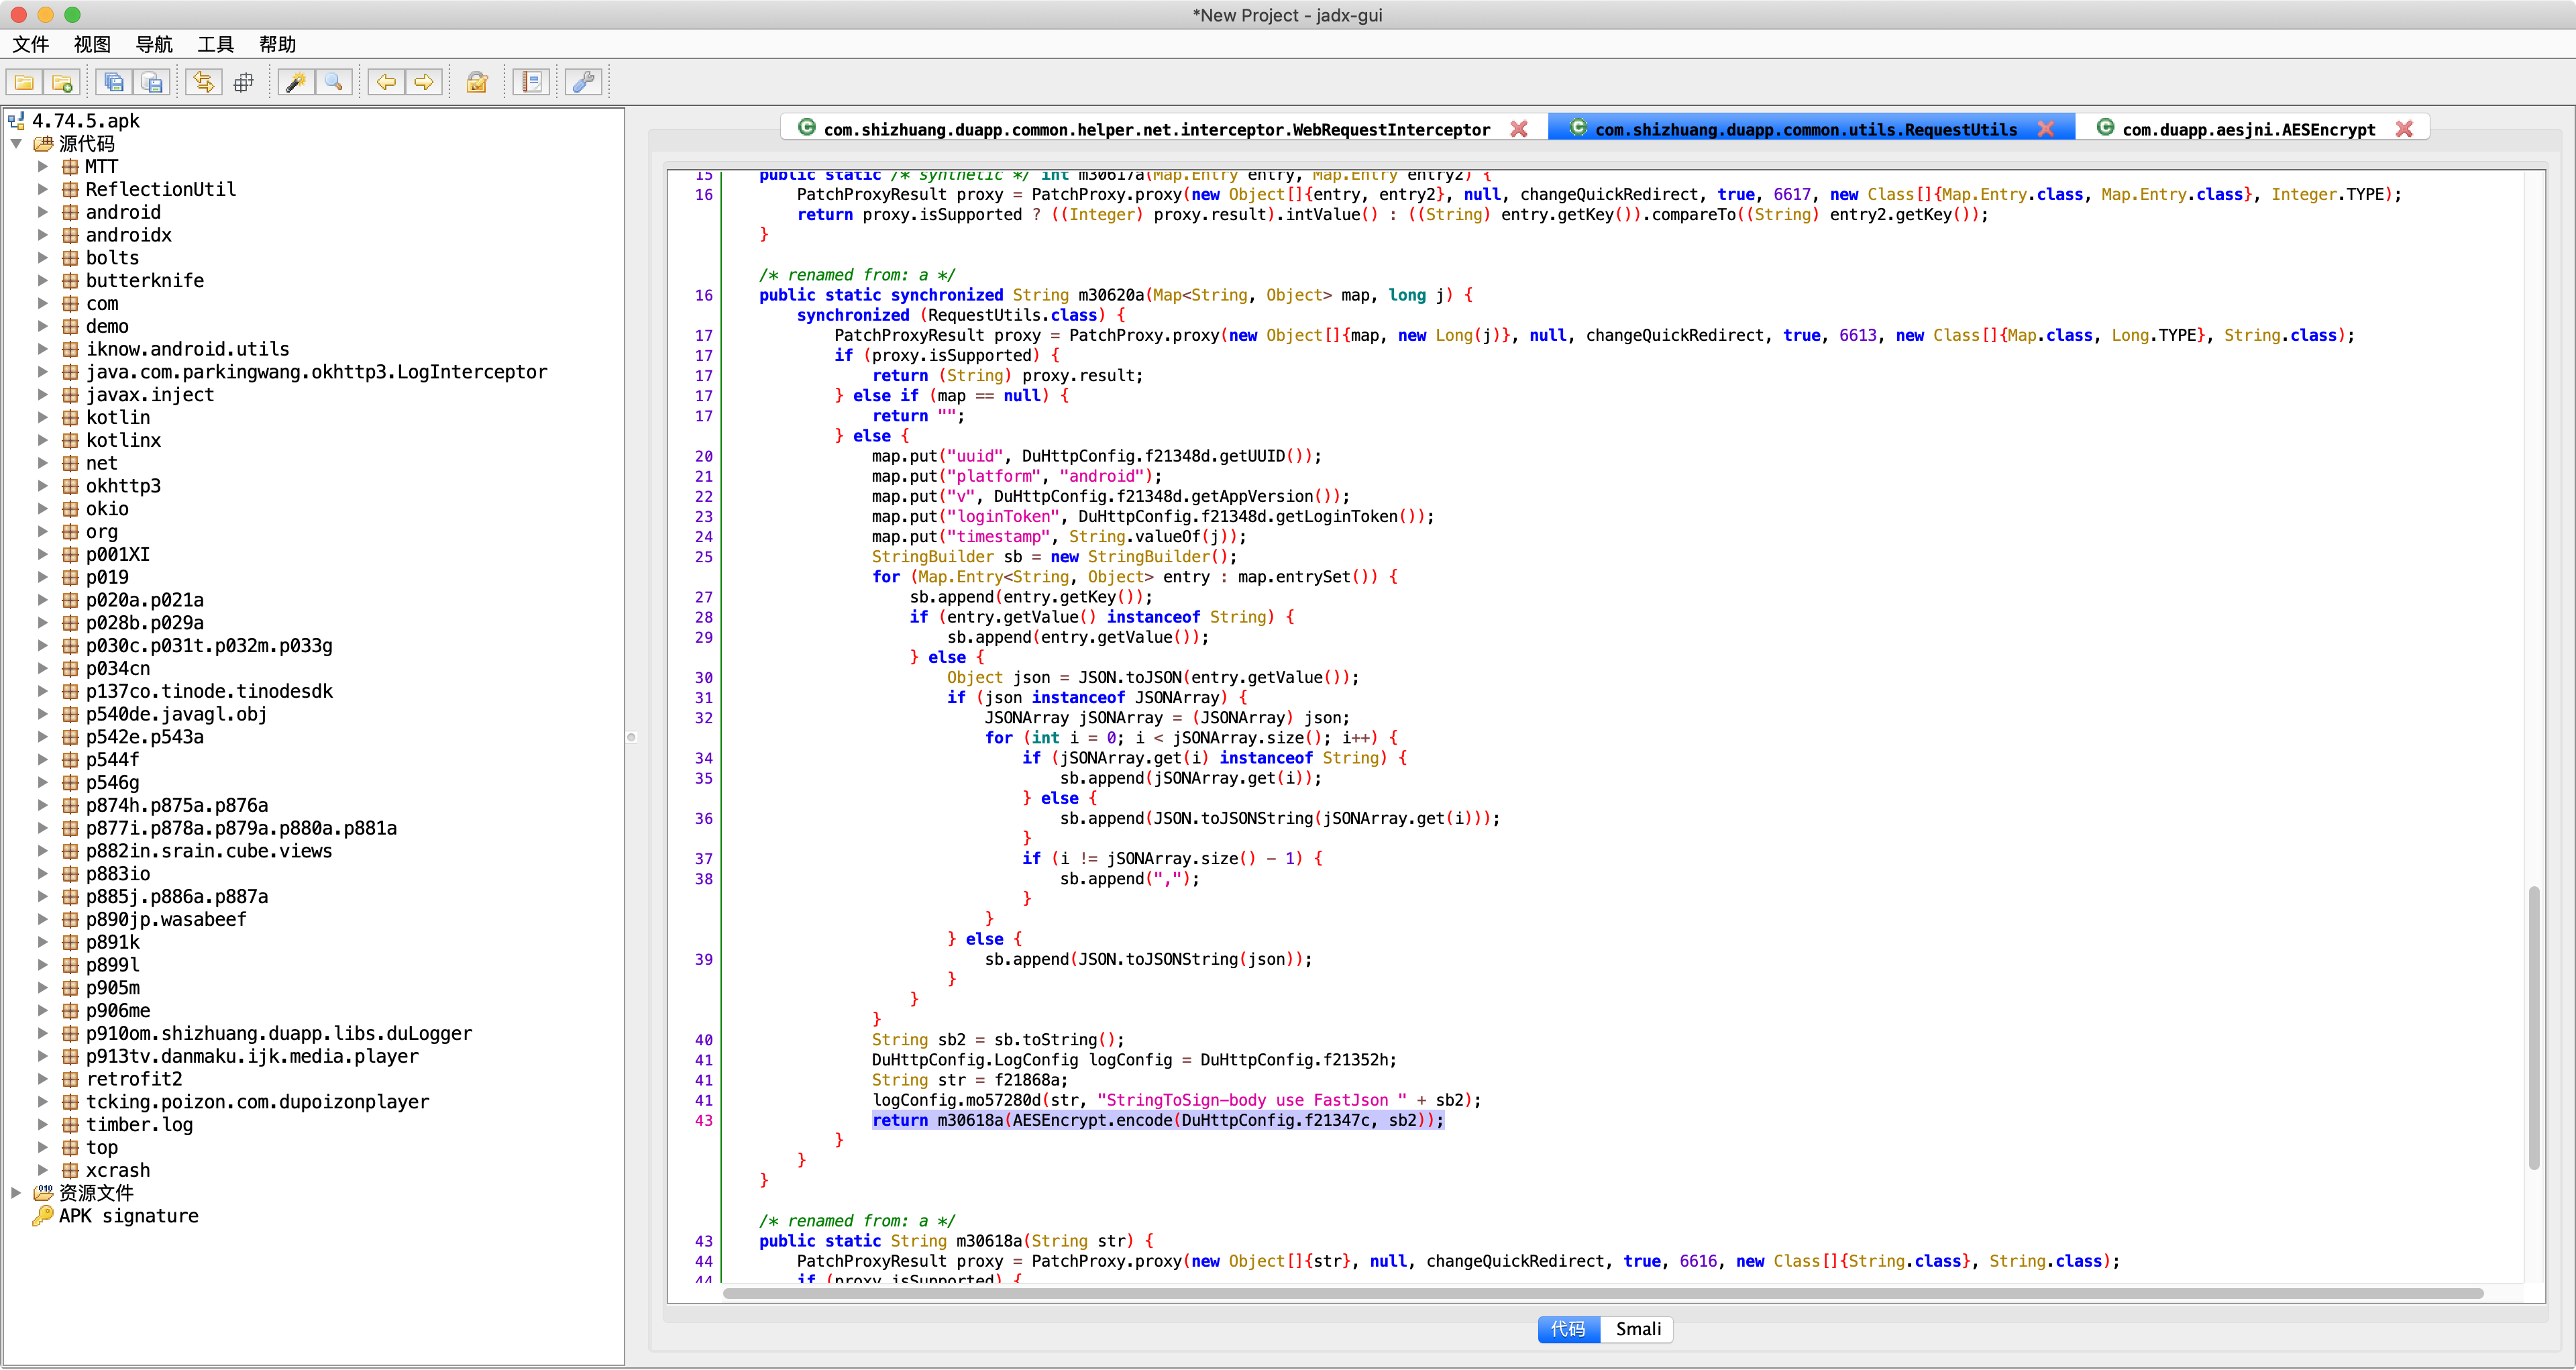 *New Project - jadx-gui
文件 视图 导航 工具 帮助
4.74.5.apk
源代码
MTT
ReflectionUtil
android
androidx
bolts
butterknife
com
demo
iknow.android.utils
java.com.parkingwang.okhttp3.LogInterceptor
javax.inject
kotlin
kotlinx
net
okhttp3
okio
org
p001XI
p019
p020a.p021a
p028b.p029a
p030c.p031t.p032m.p033g
p034cn
p137co.tinode.tinodesdk
p540de.javagl.obj
p542e.p543a
p544f
p546g
p874h.p875a.p876a
p877i.p878a.p879a.p880a.p881a
p882in.srain.cube.views
p883io
p885j.p886a.p887a
p890jp.wasabeef
p891k
p899l
p905m
p906me
p910om.shizhuang.duapp.libs.duLogger
p913tv.danmaku.ijk.media.player
retrofit2
tcking.poizon.com.dupoizonplayer
timber.log
top
xcrash
资源文件
APK signature
com.shizhuang.duapp.common.helper.net.interceptor.WebRequestInterceptor com.shizhuang.duapp.common.utils.RequestUtils com.duapp.aesjni.AESEncrypt
15 public static /* synthetic */ int m30617a(Map.Entry entry, Map.Entry entry2) {
16 PatchProxyResult proxy = PatchProxy.proxy(new Object[]{entry, entry2}, null, changeQuickRedirect, true, 6617, new Class[]{Map.Entry.class, Map.Entry.class}, Integer.TYPE);
return proxy.isSupported ? ((Integer) proxy.result).intValue() : ((String) entry.getKey()).compareTo((String) entry2.getKey());
}
/* renamed from: a */
16 public static synchronized String m30620a(Map<String, Object> map, long j) {
synchronized (RequestUtils.class) {
17 PatchProxyResult proxy = PatchProxy.proxy(new Object[]{map, new Long(j)}, null, changeQuickRedirect, true, 6613, new Class[]{Map.class, Long.TYPE}, String.class);
17 if (proxy.isSupported) {
17 return (String) proxy.result;
17 } else if (map == null) {
17 return "";
} else {
20 map.put("uuid", DuHttpConfig.f21348d.getUUID());
21 map.put("platform", "android");
22 map.put("v", DuHttpConfig.f21348d.getAppVersion());
23 map.put("loginToken", DuHttpConfig.f21348d.getLoginToken());
24 map.put("timestamp", String.valueOf(j));
25 StringBuilder sb = new StringBuilder();
for (Map.Entry<String, Object> entry : map.entrySet()) {
27 sb.append(entry.getKey());
28 if (entry.getValue() instanceof String) {
29 sb.append(entry.getValue());
} else {
30 Object json = JSON.toJSON(entry.getValue());
31 if (json instanceof JSONArray) {
32 JSONArray jSONArray = (JSONArray) json;
for (int i = 0; i < jSONArray.size(); i++) {
34 if (jSONArray.get(i) instanceof String) {
35 sb.append(jSONArray.get(i));
} else {
36 sb.append(JSON.toJSONString(jSONArray.get(i)));
}
37 if (i != jSONArray.size() - 1) {
38 sb.append(",");
}
}
} else {
39 sb.append(JSON.toJSONString(json));
}
}
}
40 String sb2 = sb.toString();
41 DuHttpConfig.LogConfig logConfig = DuHttpConfig.f21352h;
41 String str = f21868a;
41 logConfig.mo57280d(str, "StringToSign-body use FastJson " + sb2);
43 return m30618a(AESEncrypt.encode(DuHttpConfig.f21347c, sb2));
}
}
}
/* renamed from: a */
43 public static String m30618a(String str) {
44 PatchProxyResult proxy = PatchProxy.proxy(new Object[]{str}, null, changeQuickRedirect, true, 6616, new Class[]{String.class}, String.class);
44 if (proxy.isSupported) {
代码 Smali